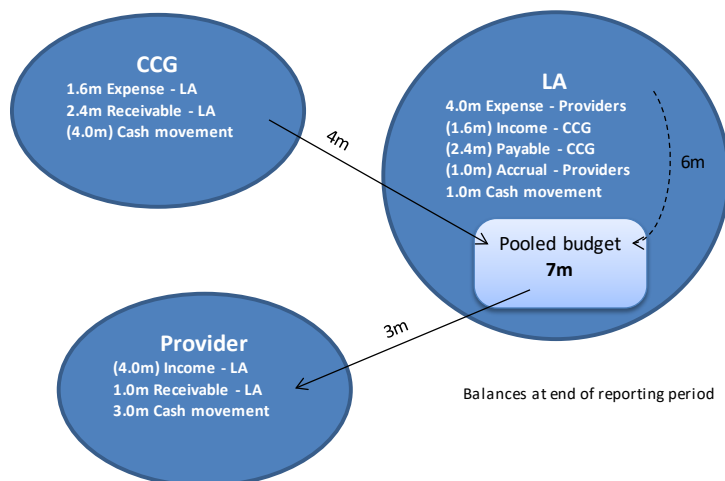 CCG
1.6m Expense - LA
2.4m Receivable - LA
(4.0m) Cash movement
4m
LA
4.0m Expense - Providers
(1.6m) Income - CCG
(2.4m) Payable - CCG
(1.0m) Accrual - Providers
1.0m Cash movement
6m
Pooled budget
7m
3m
Provider
(4.0m) Income - LA
1.0m Receivable - LA
3.0m Cash movement
Balances at end of reporting period